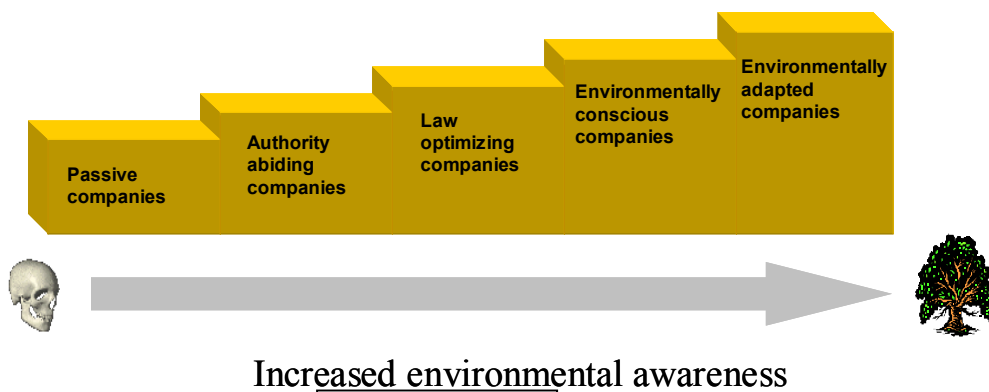 Passive
companies
Authority
abiding
companies
Law
optimizing
companies
Environmentally
conscious
companies
Environmentally
adapted
companies
Increased environmental awareness